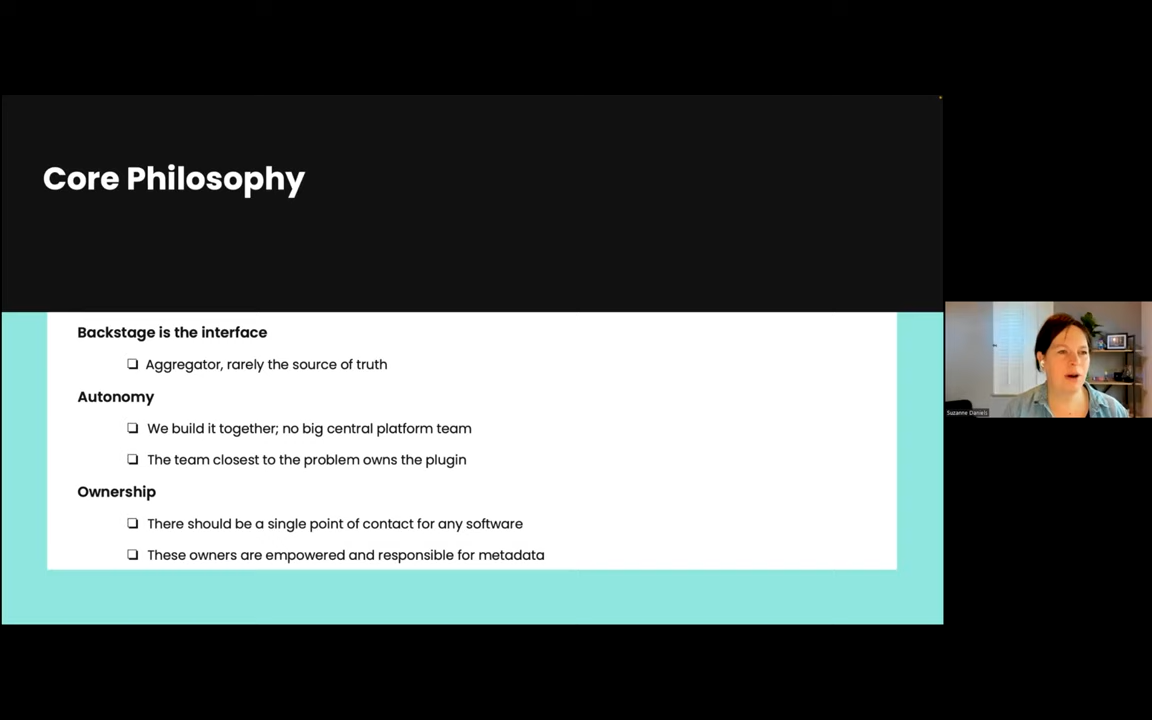 Core Philosophy
Backstage is the interface
❏ Aggregator, rarely the source of truth
Autonomy
❏ We build it together; no big central platform team
❏ The team closest to the problem owns the plugin
Ownership
❏ There should be a single point of contact for any software
❏ These owners are empowered and responsible for metadata
Suzanne Daniels